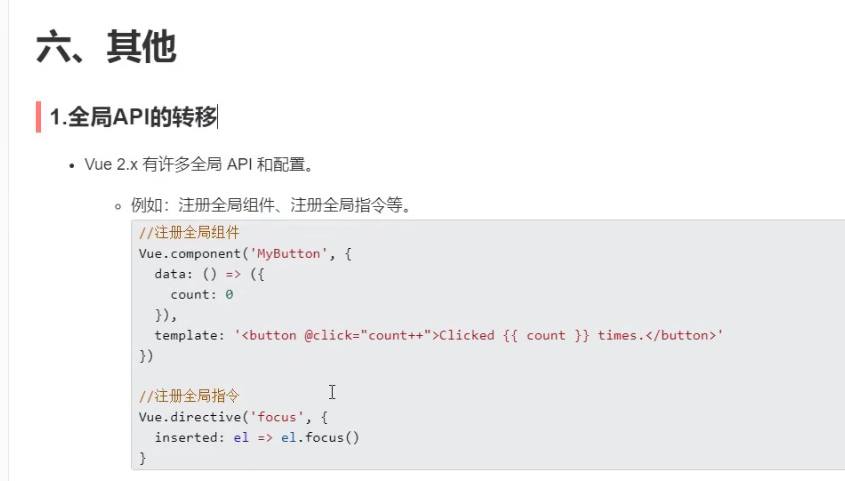 六、其他
1.全局API的转移
Vue 2.x 有许多全局 API 和配置。
例如：注册全局组件、注册全局指令等。
//注册全局组件
Vue.component('MyButton', {
  data: () => ({
    count: 0
  }),
  template: '<button @click="count++">Clicked {{ count }} times.</button>'
})
//注册全局指令
Vue.directive('focus', {
  inserted: el => el.focus()
}